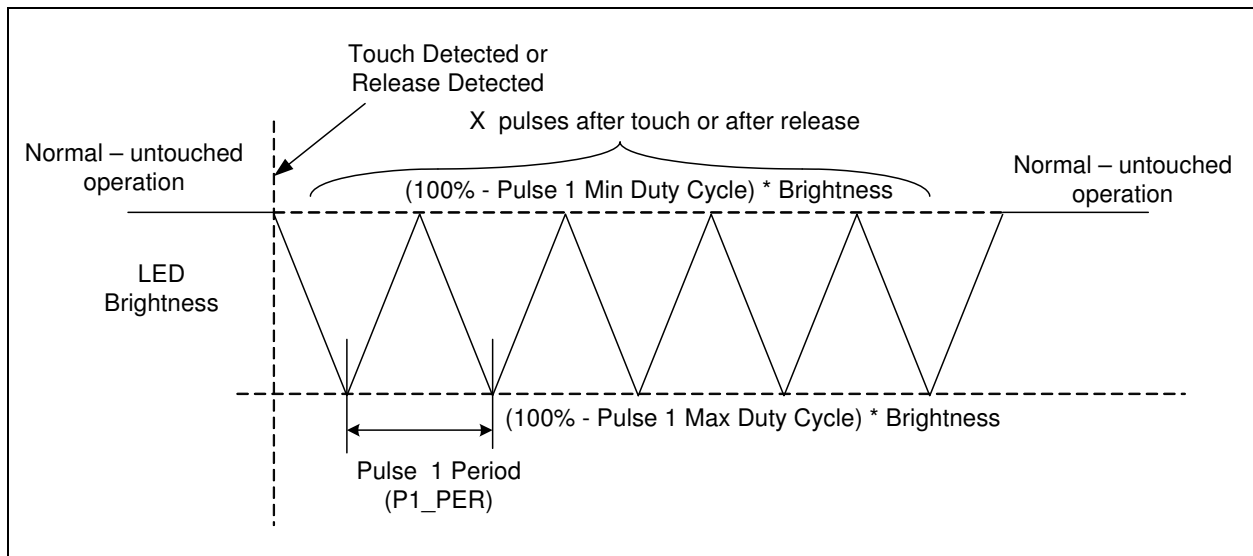 Touch Detected or
Release Detected
X pulses after touch or after release
Normal – untouched
operation
(100% - Pulse 1 Min Duty Cycle) * Brightness
Normal – untouched
operation
LED
Brightness
(100% - Pulse 1 Max Duty Cycle) * Brightness
Pulse 1 Period
(P1_PER)